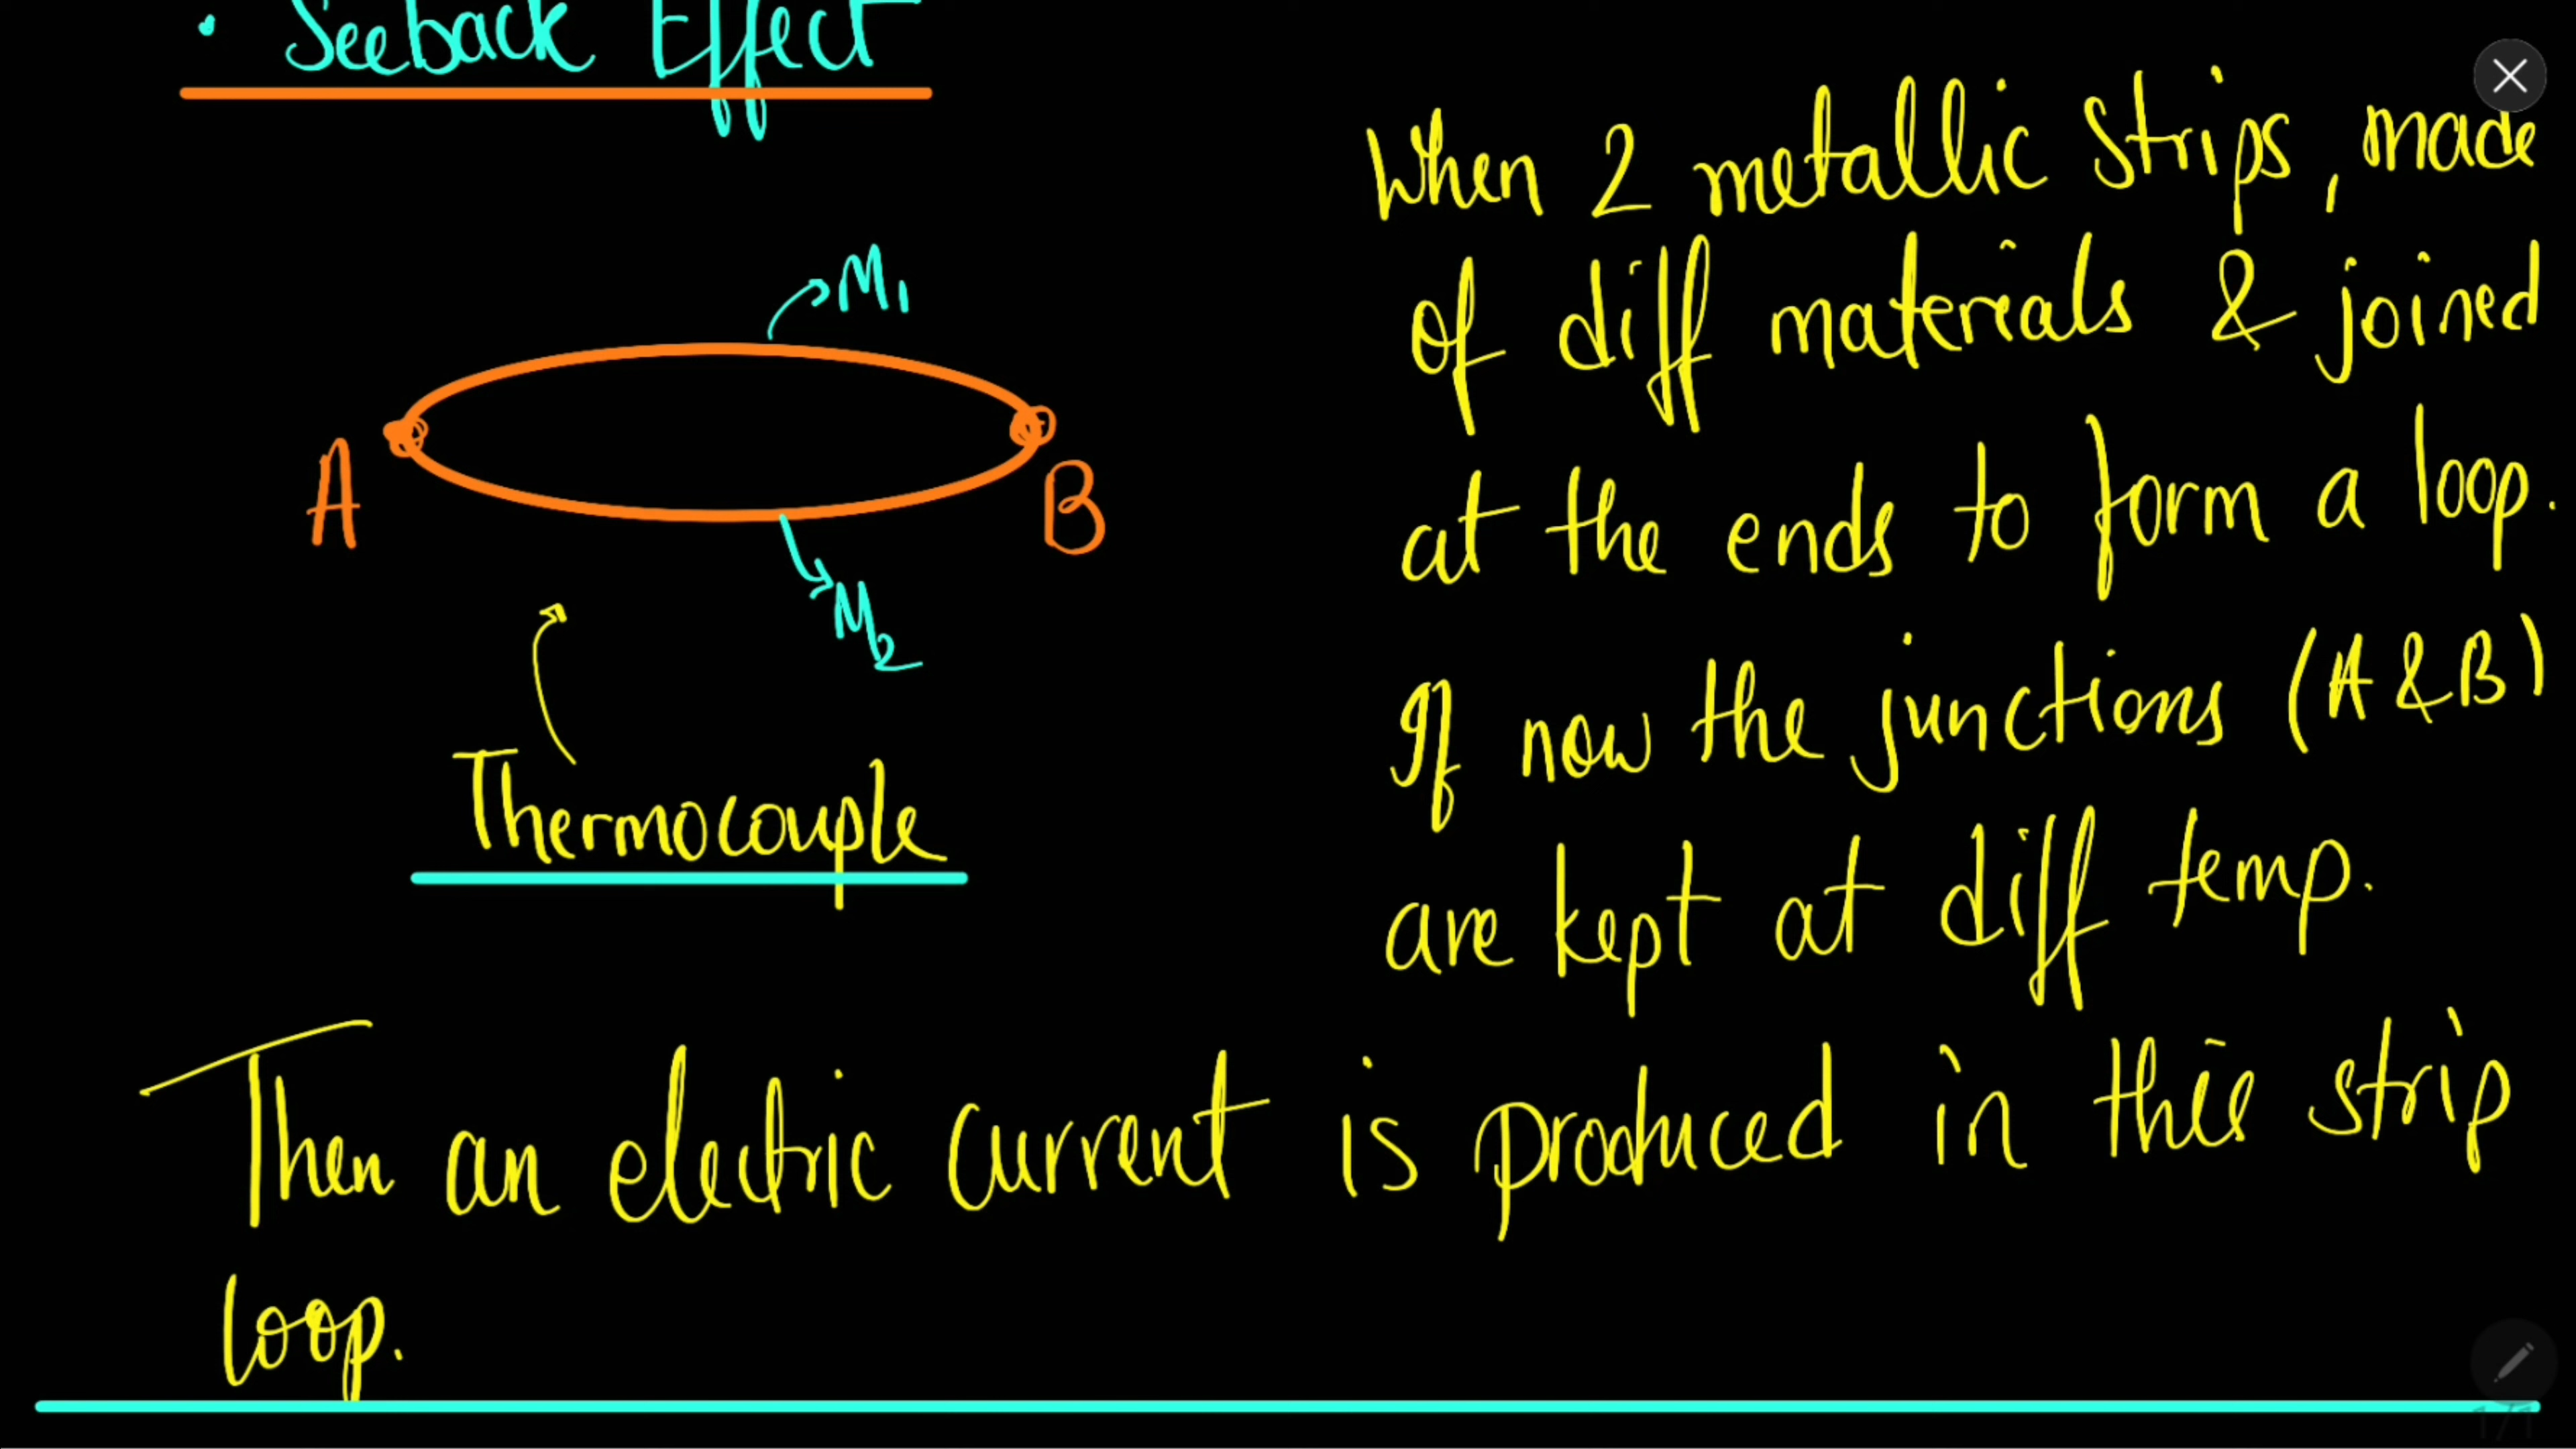 • Seeback Effect
M1
A
B
M2
Thermocouple
When 2 metallic strips, made
of diff materials & joined
at the ends to form a loop.
If now the junctions (A & B)
are kept at diff temp.
Then an electric current is produced in this strip
loop.
1/1